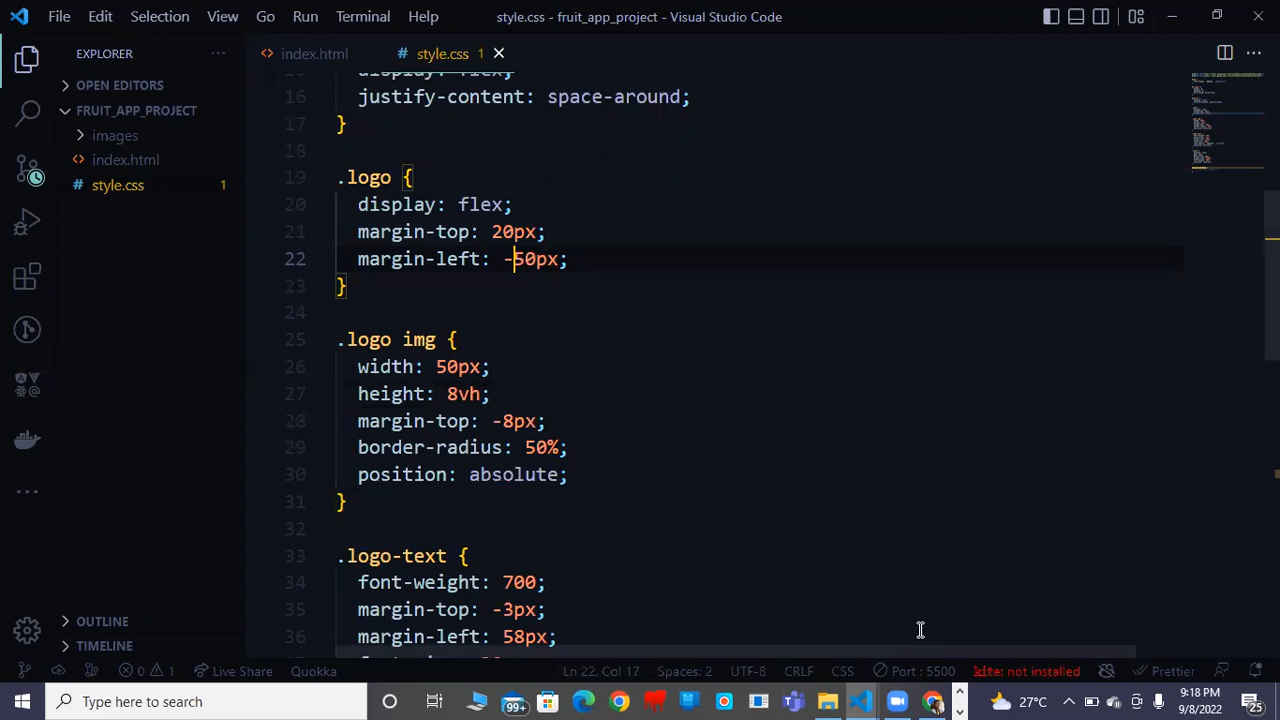 File Edit Selection View Go Run Terminal Help style.css - fruit_app_project - Visual Studio Code
EXPLORER
index.html
style.css 1
OPEN EDITORS
FRUIT_APP_PROJECT
images
index.html
style.css 1
display: flex;
16 justify-content: space-around;
17 }
18
19 .logo {
20 display: flex;
21 margin-top: 20px;
22 margin-left: -50px;
23 }
24
25 .logo img {
26 width: 50px;
27 height: 8vh;
28 margin-top: -8px;
29 border-radius: 50%;
30 position: absolute;
31 }
32
33 .logo-text {
34 font-weight: 700;
35 margin-top: -3px;
36 margin-left: 58px;
OUTLINE
TIMELINE
0 1 Live Share Quokka Ln 22, Col 17 Spaces: 2 UTF-8 CRLF CSS Port : 5500 kite: not installed Prettier
Type here to search
99+
27°C
9:18 PM
9/8/2022
25